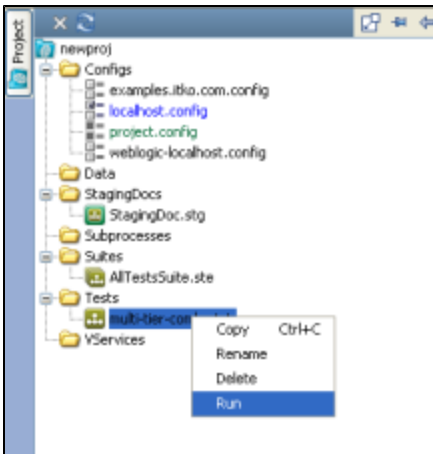 Project
newproj
Configs
examples.itko.com.config
localhost.config
project.config
weblogic-localhost.config
Data
StagingDocs
StagingDoc.stg
Subprocesses
Suites
AllTestsSuite.ste
Tests
VServices
Copy Ctrl+C
Rename
Delete
Run